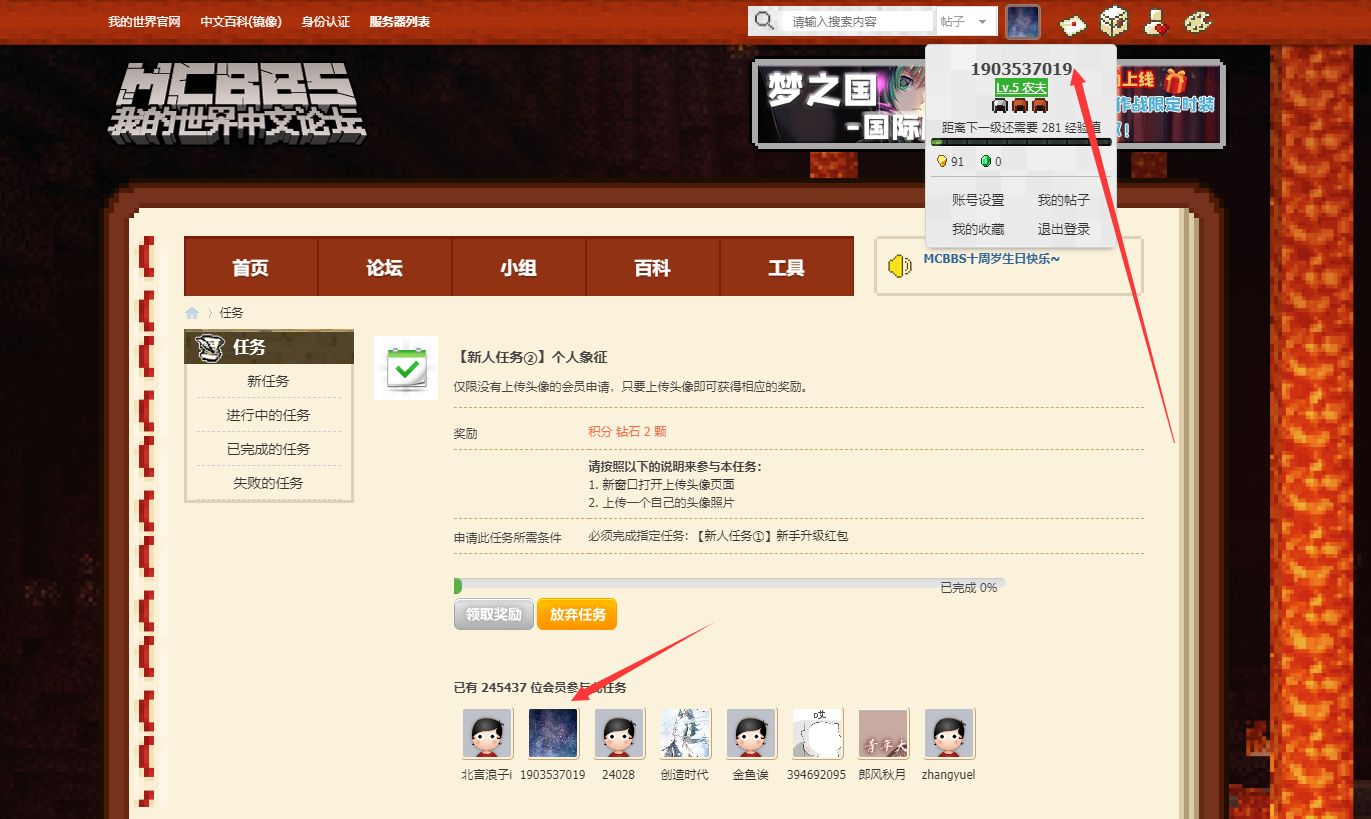 我的世界官网 中文百科(镜像) 身份认证 服务器列表
请输入搜索内容 帖子
MCBBS
我的世界中文论坛
梦之国
-国际
上线
作战限定时装
1903537019
Lv.5 农夫
距离下一级还需要 281 经验值
91 0
账号设置 我的帖子
我的收藏 退出登录
首页 论坛 小组 百科 工具
MCBBS十周岁生日快乐~
任务
任务
新任务
进行中的任务
已完成的任务
失败的任务
【新人任务②】个人象征
仅限没有上传头像的会员申请，只要上传头像即可获得相应的奖励。
奖励 积分 钻石 2 颗
请按照以下的说明来参与本任务：
1. 新窗口打开上传头像页面
2. 上传一个自己的头像照片
申请此任务所需条件 必须完成指定任务：【新人任务①】新手升级红包
已完成 0%
领取奖励 放弃任务
已有 245437 位会员参与此任务
哎
青年大
北言浪子i 1903537019 24028 创造时代 金鱼诶 394692095 郎风秋月 zhangyuel